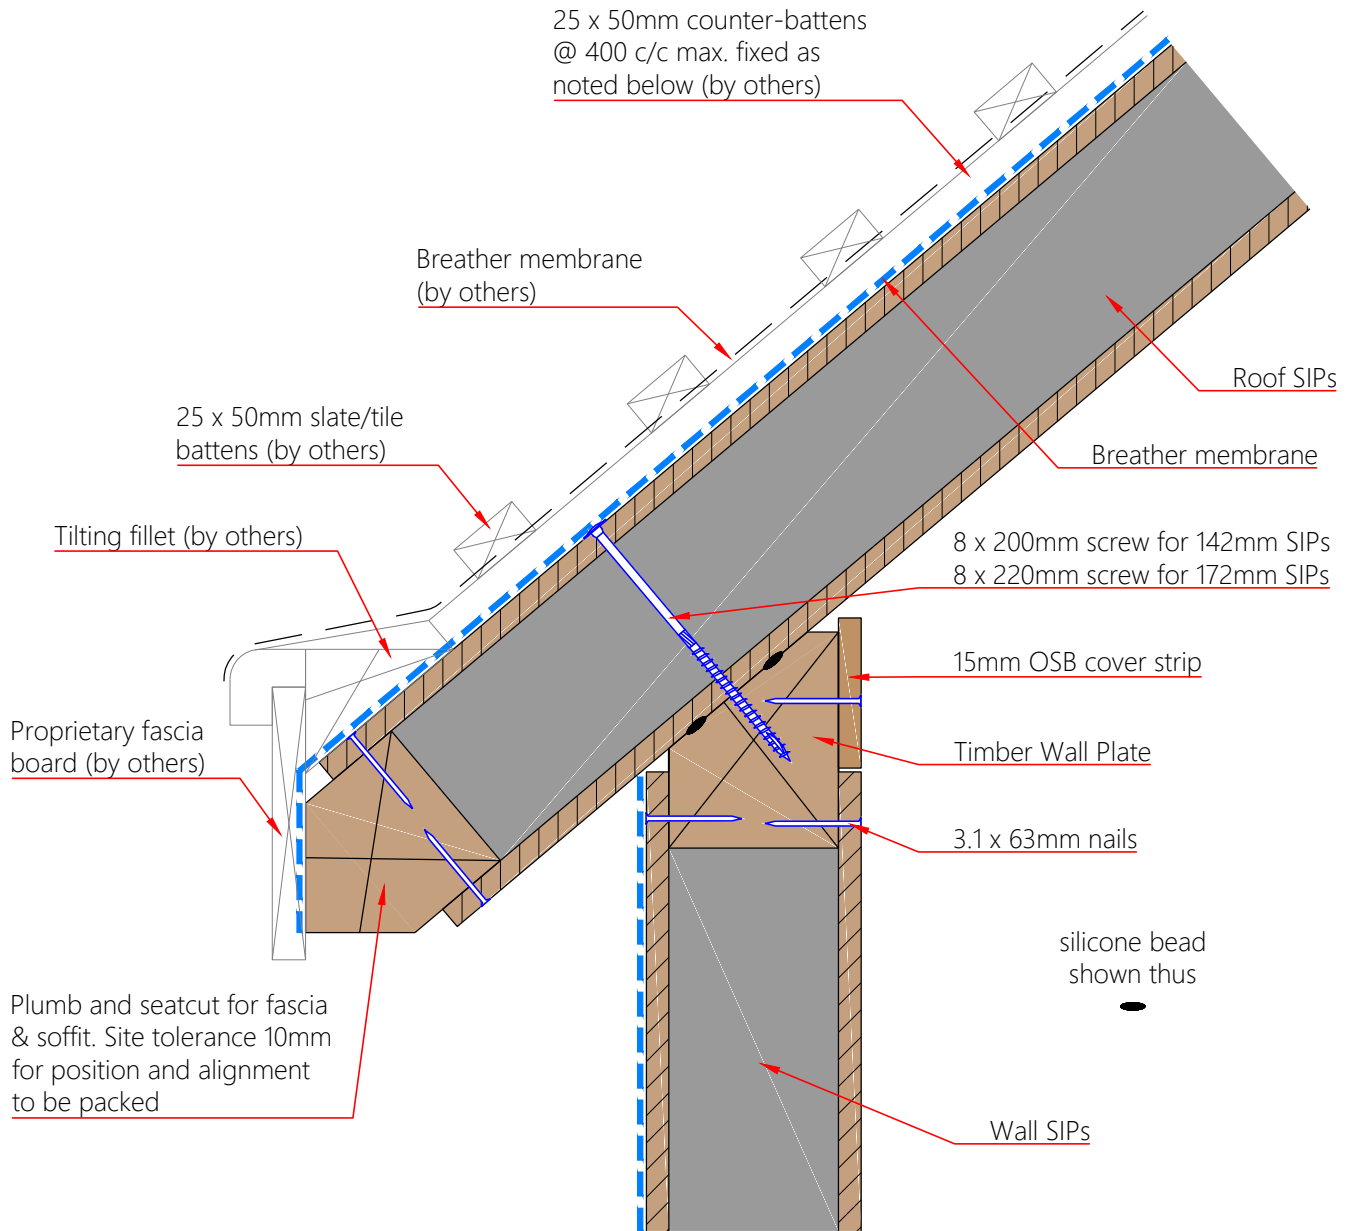 25 x 50mm counter-battens
@ 400 c/c max. fixed as
noted below (by others)
Breather membrane
(by others)
25 x 50mm slate/tile
battens (by others)
Tilting fillet (by others)
Proprietary fascia
board (by others)
Plumb and seatcut for fascia
& soffit. Site tolerance 10mm
for position and alignment
to be packed
Roof SIPs
Breather membrane
8 x 200mm screw for 142mm SIPs
8 x 220mm screw for 172mm SIPs
15mm OSB cover strip
Timber Wall Plate
3.1 x 63mm nails
silicone bead
shown thus
Wall SIPs